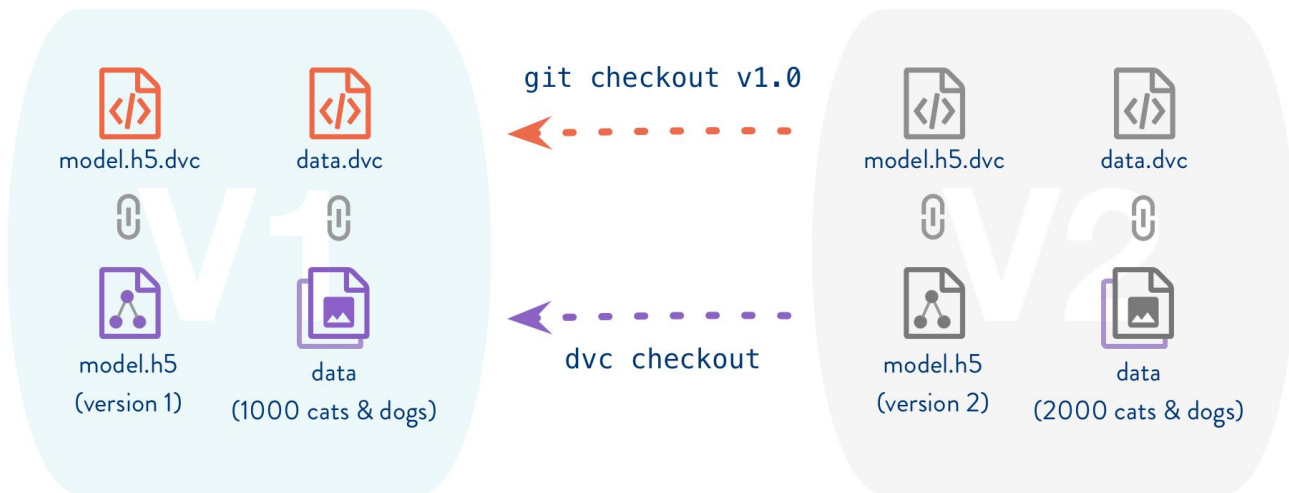 V1
model.h5.dvc
data.dvc
model.h5
(version 1)
data
(1000 cats & dogs)
git checkout v1.0
dvc checkout
V2
model.h5.dvc
data.dvc
model.h5
(version 2)
data
(2000 cats & dogs)